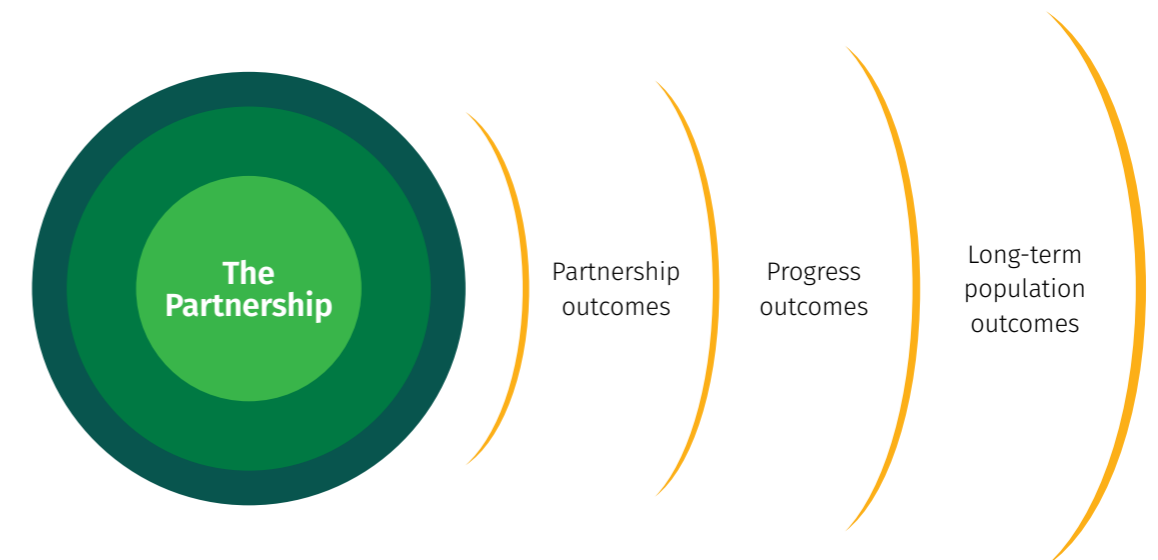 The
Partnership
Partnership
outcomes
Progress
outcomes
Long-term
population
outcomes